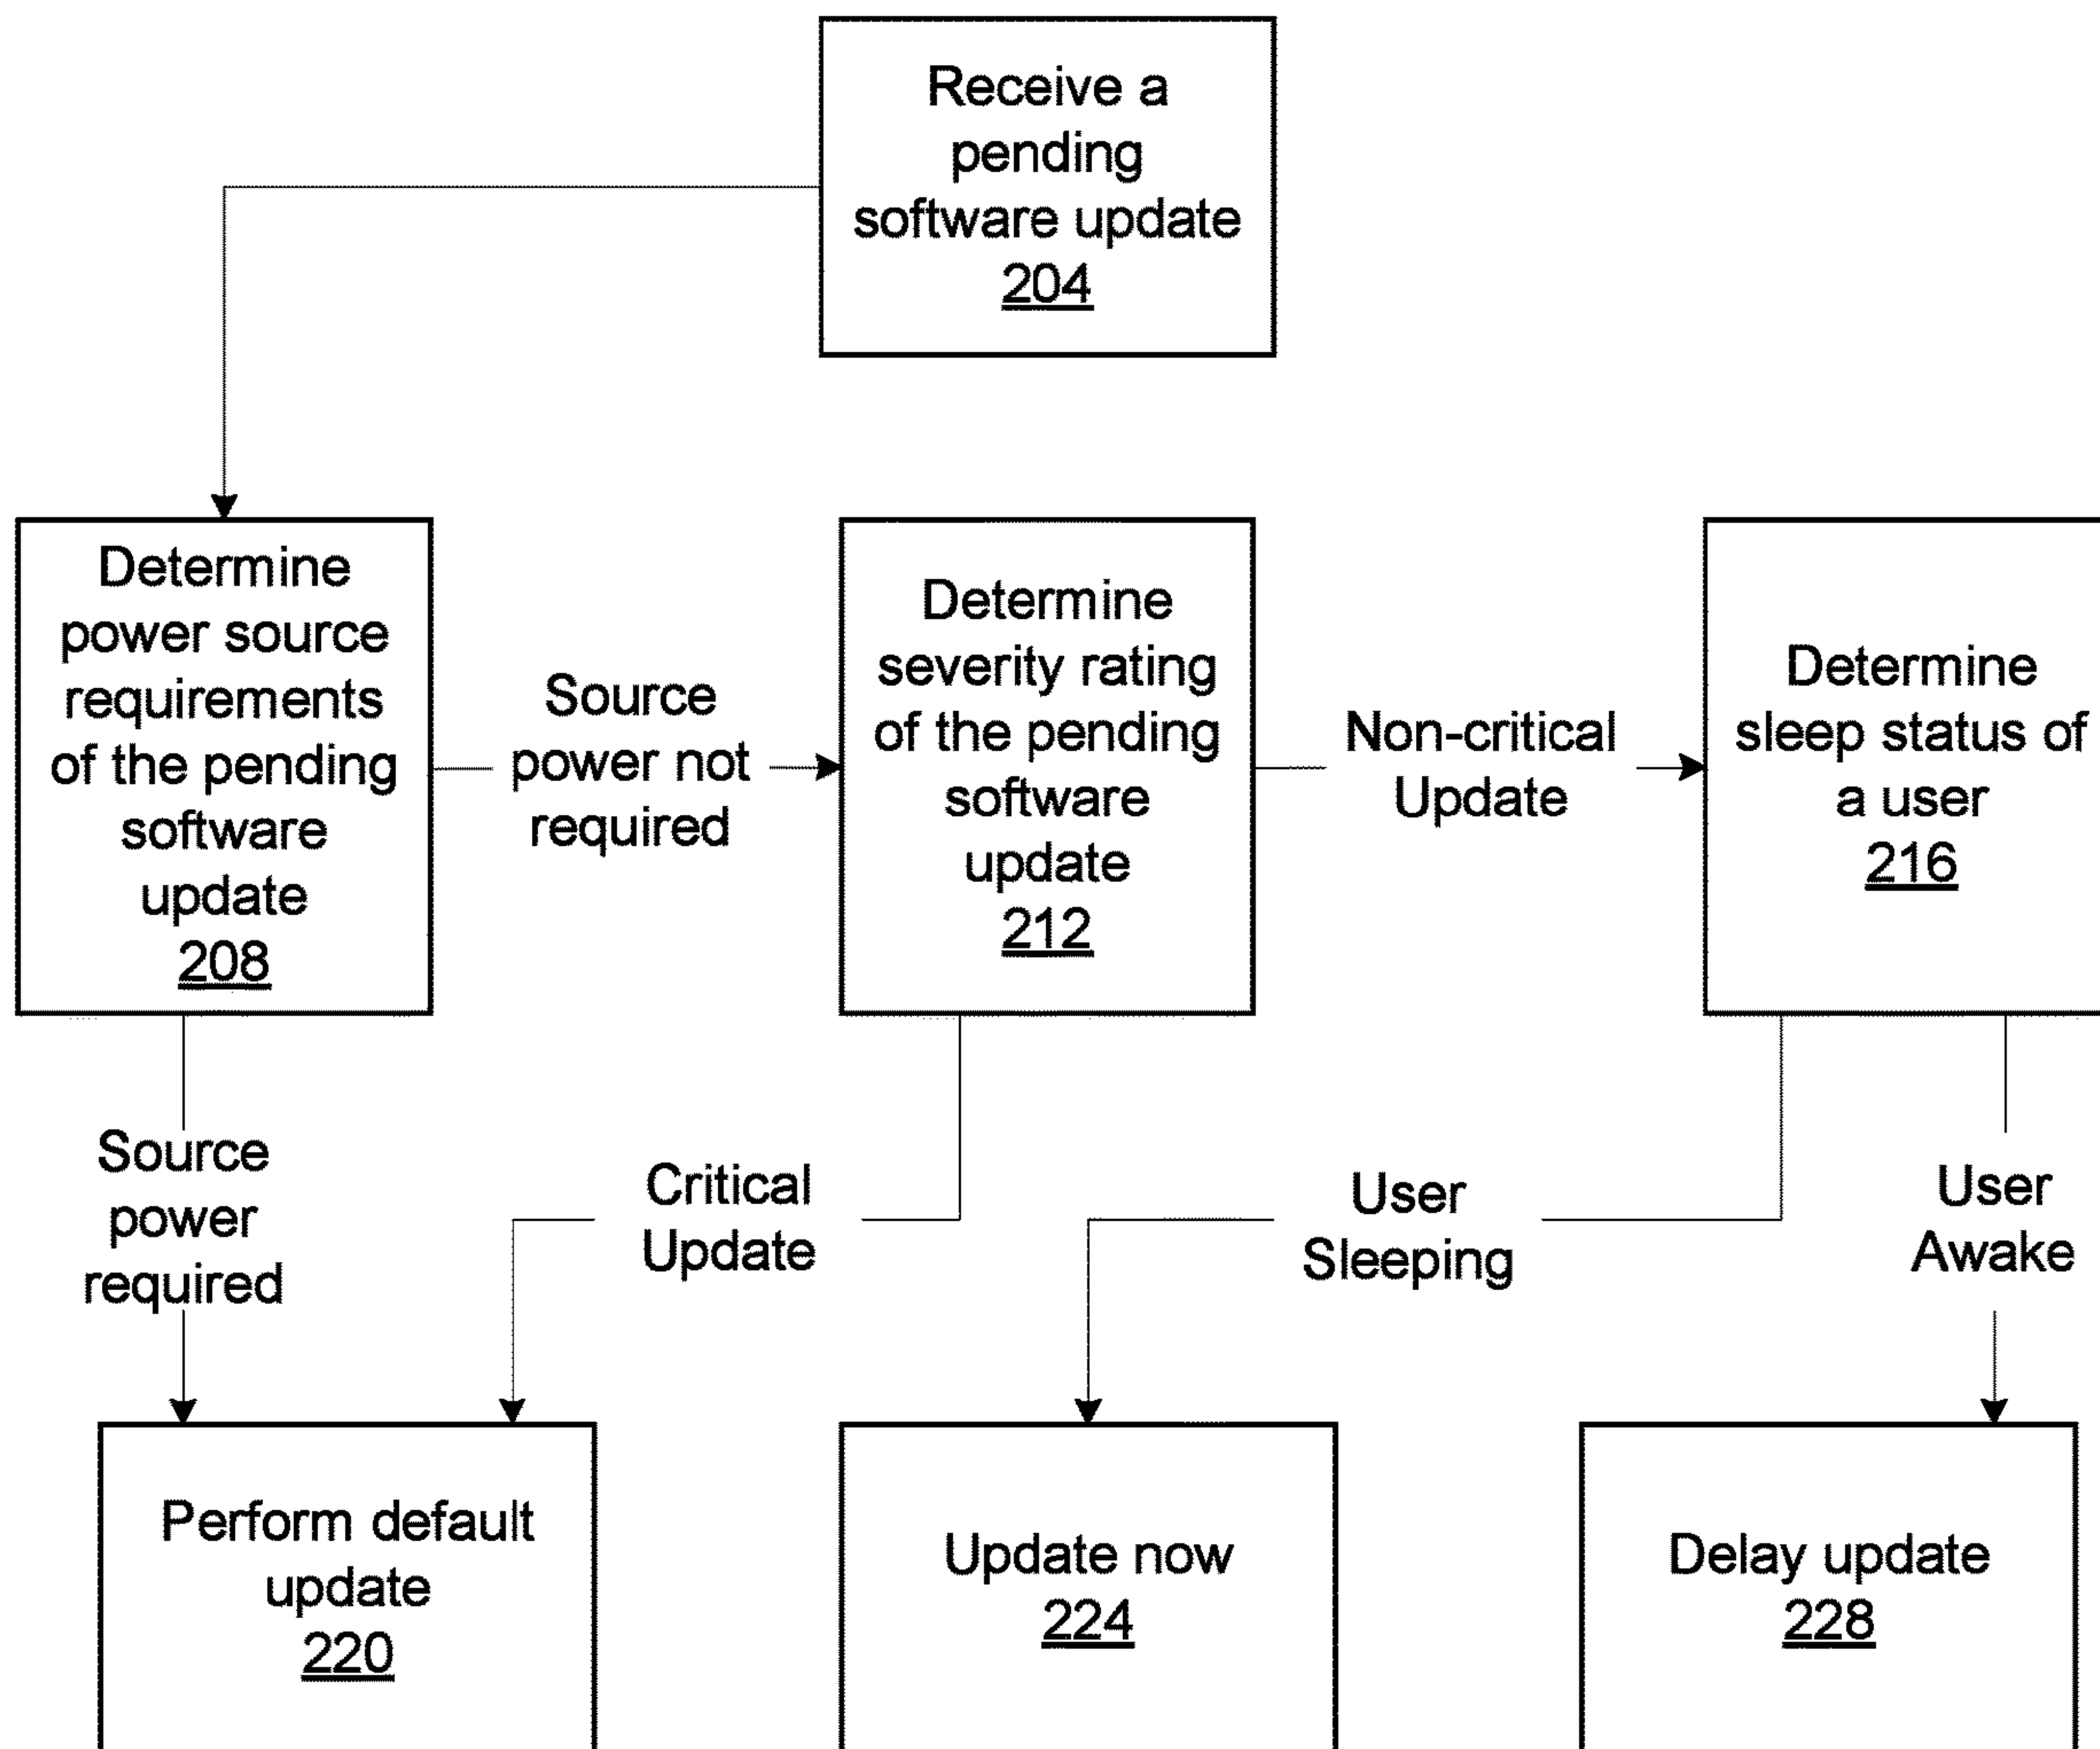 Receive a
pending
software update
204
Determine
power source
requirements
of the pending
software
update
208
Source
power not
required
Determine
severity rating
of the pending
software
update
212
Non-critical
Update
Determine
sleep status of
a user
216
Source
power
required
Critical
Update
User
Sleeping
User
Awake
Perform default
update
220
Update now
224
Delay update
228